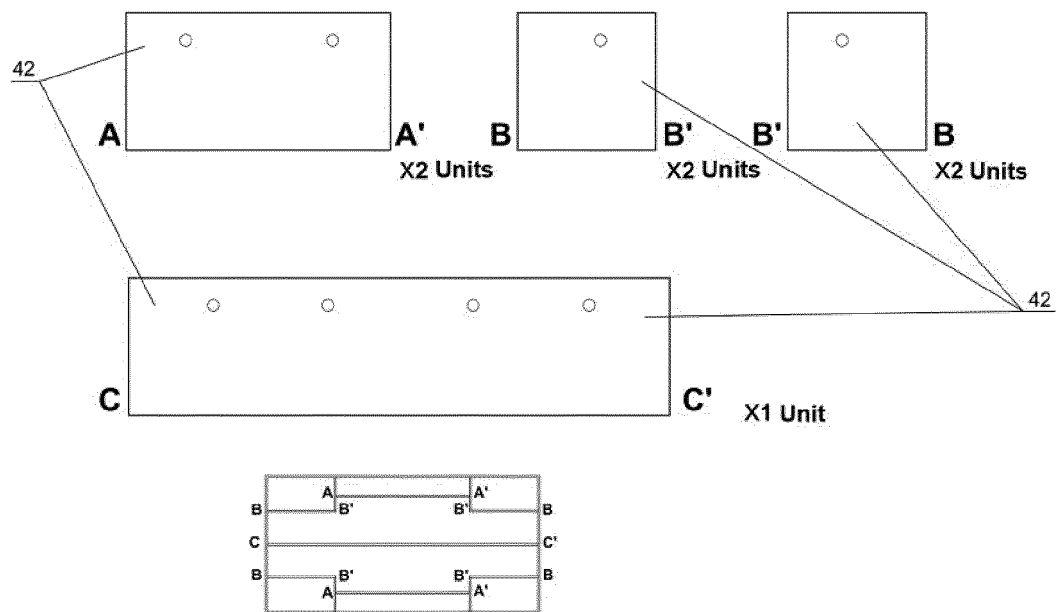 42
A A' B B' B' B
X2 Units X2 Units X2 Units
42
C C' X1 Unit
A A'
B B' B' B
C C'
B B' B' B
A A'